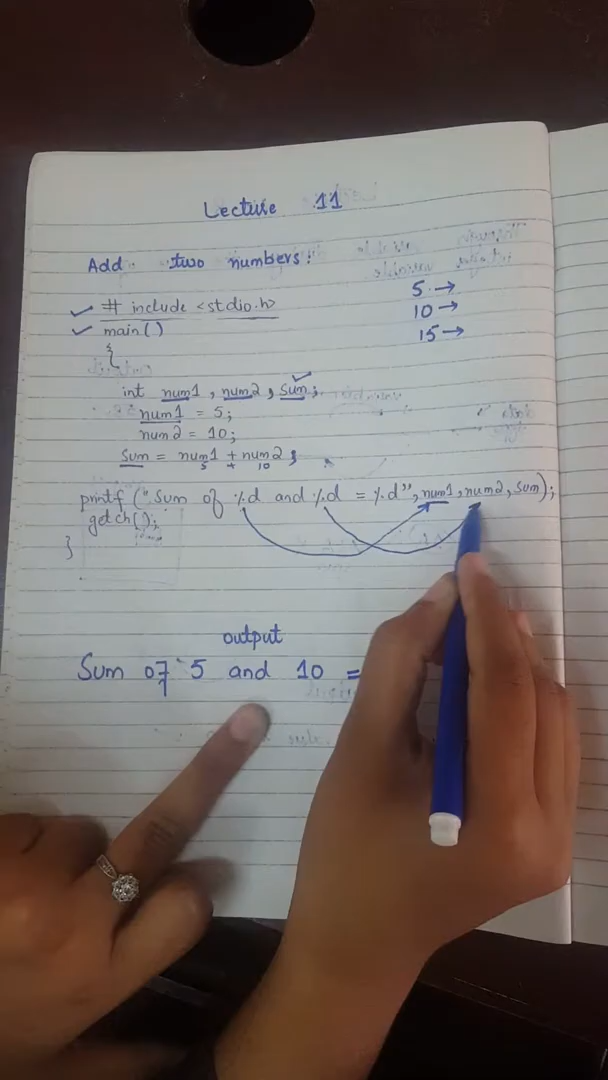 Lecture 11
Add two numbers:
5 →
10 →
15 →
# include <stdio.h>
main()
{
int num1, num2, sum;
num1 = 5;
num2 = 10;
Sum = num1 + num2;
5 + 10
printf ("Sum of %d and %d = %d", num1, num2, sum);
getch();
}
output
Sum of 5 and 10 =